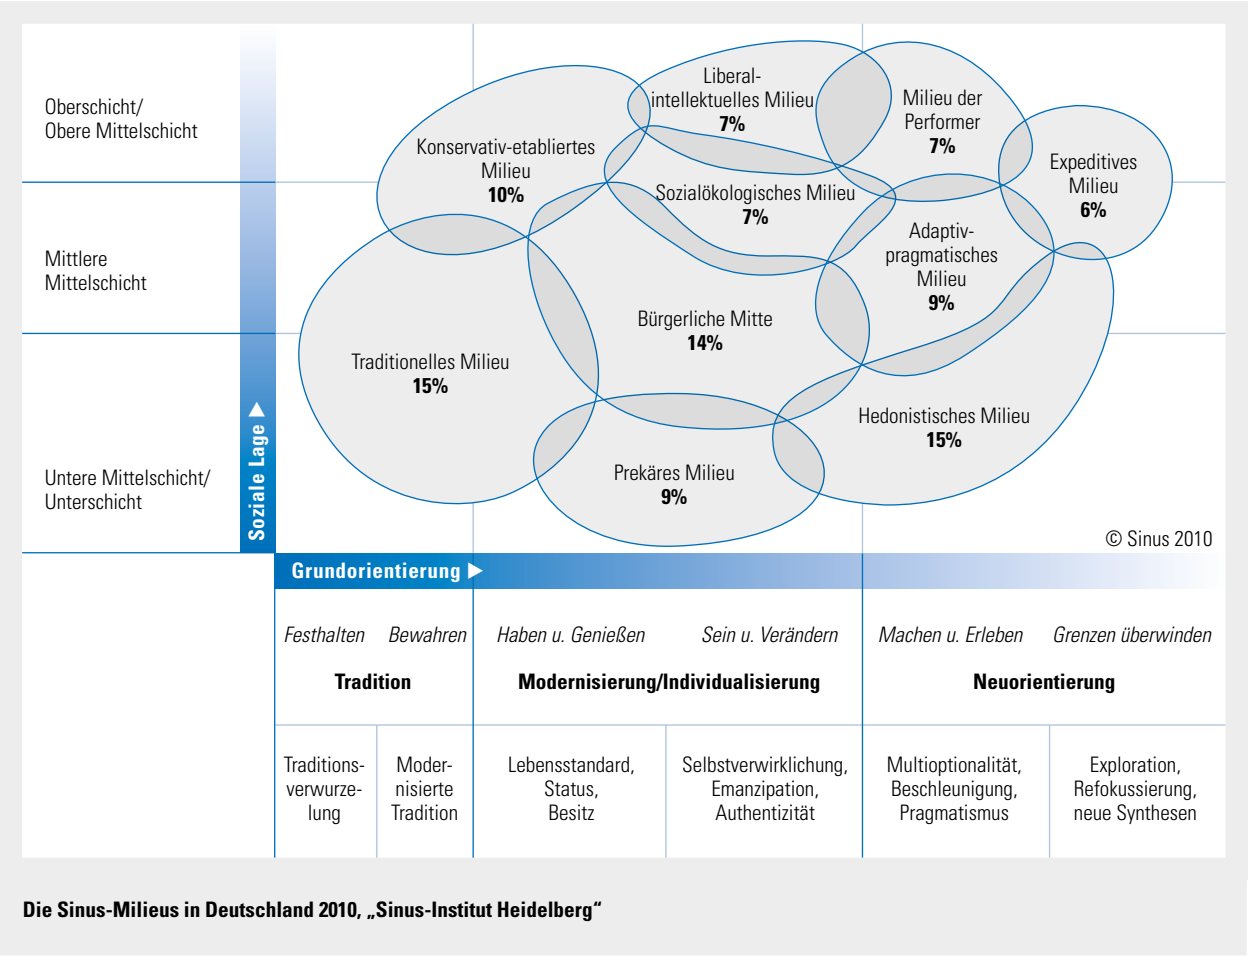 Oberschicht/
Obere Mittelschicht
Mittlere
Mittelschicht
Untere Mittelschicht/
Unterschicht
Soziale Lage ▶
Konservativ-etabliertes
Milieu
10%
Liberal-
intellektuelles Milieu
7%
Milieu der
Performer
7%
Expeditives
Milieu
6%
Sozialökologisches Milieu
7%
Adaptiv-
pragmatisches
Milieu
9%
Traditionelles Milieu
15%
Bürgerliche Mitte
14%
Hedonistisches Milieu
15%
Prekäres Milieu
9%
© Sinus 2010
Grundorientierung ▶
Festhalten Bewahren Haben u. Genießen Sein u. Verändern Machen u. Erleben Grenzen überwinden
Tradition Modernisierung/Individualisierung Neuorientierung
Traditions-
verwurze-
lung
Moder-
nisierte
Tradition
Lebensstandard,
Status,
Besitz
Selbstverwirklichung,
Emanzipation,
Authentizität
Multioptionalität,
Beschleunigung,
Pragmatismus
Exploration,
Refokussierung,
neue Synthesen
Die Sinus-Milieus in Deutschland 2010, „Sinus-Institut Heidelberg“